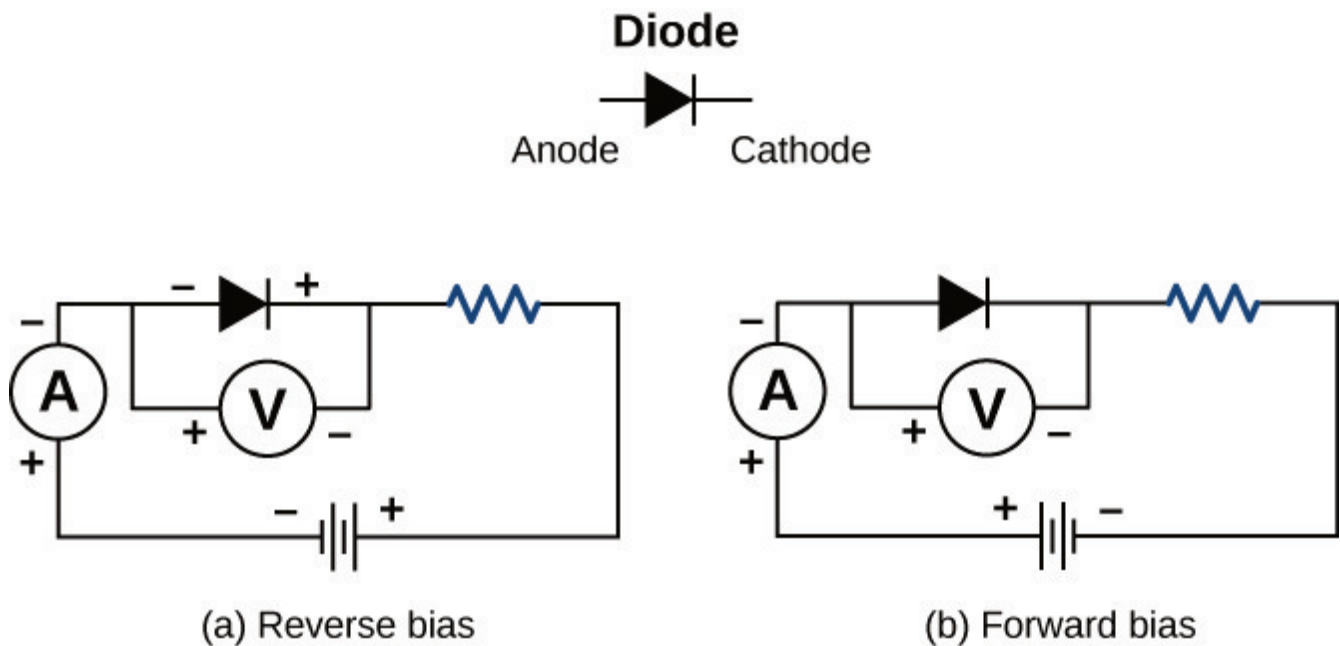 Diode
Anode Cathode
− +
−
A
V
+ −
+
− +
(a) Reverse bias
−
A
V
+ −
+
+ −
(b) Forward bias